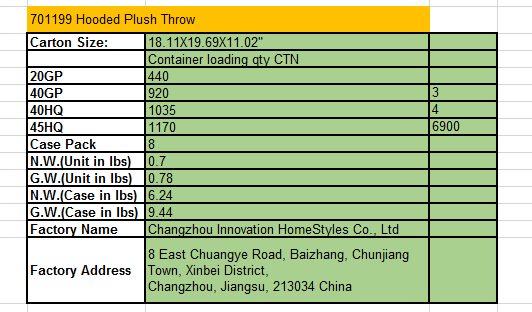 701199 Hooded Plush Throw
Carton Size: 18.11X19.69X11.02"
Container loading qty CTN
20GP 440
40GP 920 3
40HQ 1035 4
45HQ 1170 6900
Case Pack 8
N.W.(Unit in lbs) 0.7
G.W.(Unit in lbs) 0.78
N.W.(Case in lbs) 6.24
G.W.(Case in lbs) 9.44
Factory Name Changzhou Innovation HomeStyles Co., Ltd
Factory Address 8 East Chuangye Road, Baizhang, Chunjiang
Town, Xinbei District,
Changzhou, Jiangsu, 213034 China